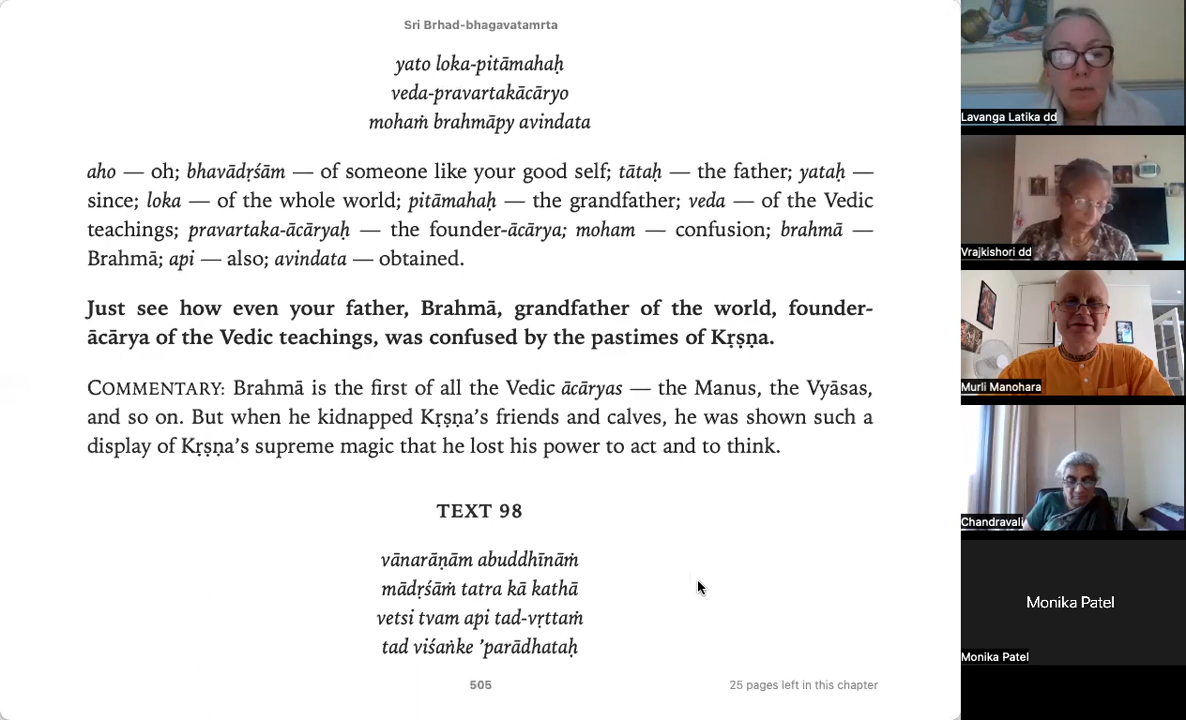 Sri Brhad-bhagavatamrta
yato loka-pitāmahaḥ
veda-pravartakācāryo
mohaṁ brahmāpy avindata
aho — oh; bhavādṛśām — of someone like your good self; tātaḥ — the father; yataḥ —
since; loka — of the whole world; pitāmahaḥ — the grandfather; veda — of the Vedic
teachings; pravartaka-ācāryaḥ — the founder-ācārya; moham — confusion; brahmā —
Brahmā; api — also; avindata — obtained.
Just see how even your father, Brahmā, grandfather of the world, founder-
ācārya of the Vedic teachings, was confused by the pastimes of Kṛṣṇa.
COMMENTARY: Brahmā is the first of all the Vedic ācāryas — the Manus, the Vyāsas,
and so on. But when he kidnapped Kṛṣṇa’s friends and calves, he was shown such a
display of Kṛṣṇa’s supreme magic that he lost his power to act and to think.
TEXT 98
vānarāṇām abuddhīnāṁ
mādṛśāṁ tatra kā kathā
vetsi tvam api tad-vṛttaṁ
tad viśaṅke ’parādhataḥ
505
25 pages left in this chapter
Lavanga Latika dd
Vrajkishori dd
Murli Manohara
Chandravali
Monika Patel
Monika Patel